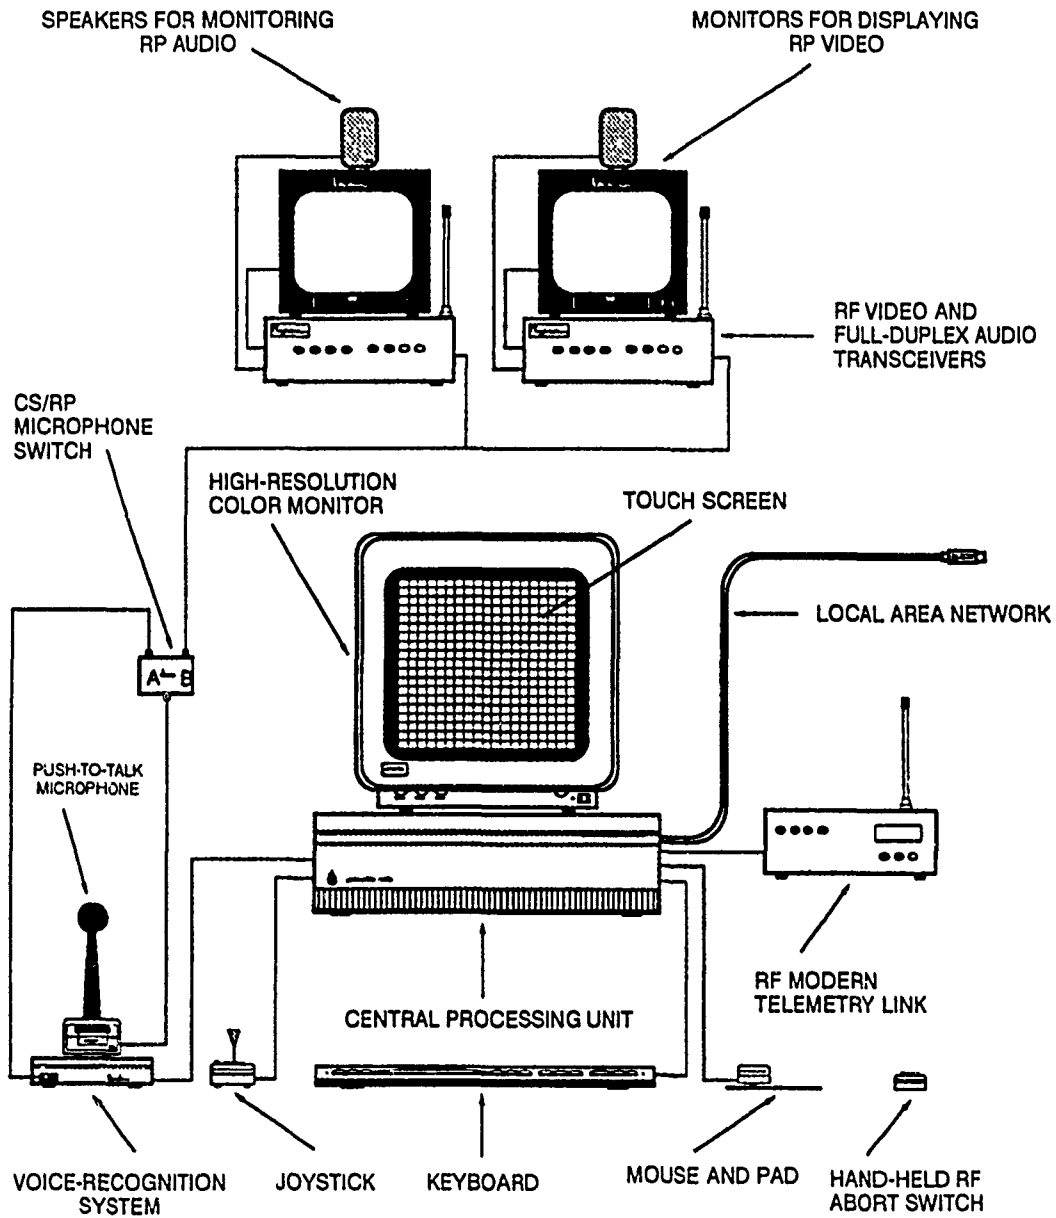 SPEAKERS FOR MONITORING
RP AUDIO
MONITORS FOR DISPLAYING
RP VIDEO
RF VIDEO AND
FULL-DUPLEX AUDIO
TRANSCEIVERS
CS/RP
MICROPHONE
SWITCH
HIGH-RESOLUTION
COLOR MONITOR
TOUCH SCREEN
LOCAL AREA NETWORK
A B
PUSH-TO-TALK
MICROPHONE
RF MODERN
TELEMETRY LINK
CENTRAL PROCESSING UNIT
VOICE-RECOGNITION
SYSTEM
JOYSTICK
KEYBOARD
MOUSE AND PAD
HAND-HELD RF
ABORT SWITCH